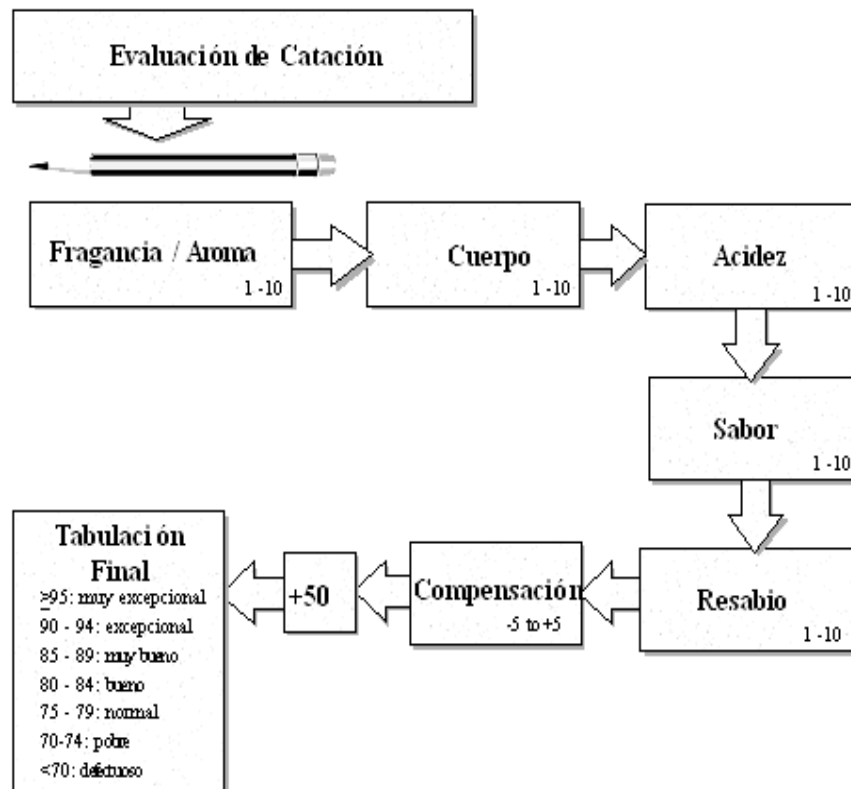 Evaluación de Catación
Fragancia / Aroma
1 -10
Cuerpo
1 -10
Acidez
1 -10
Sabor
1 -10
Resabio
1 -10
Compensación
-5 to +5
+50
Tabulación
Final
≥95: muy excepcional
90 - 94: excepcional
85 - 89: muy bueno
80 - 84: bueno
75 - 79: normal
70-74: pobre
<70: defectuoso